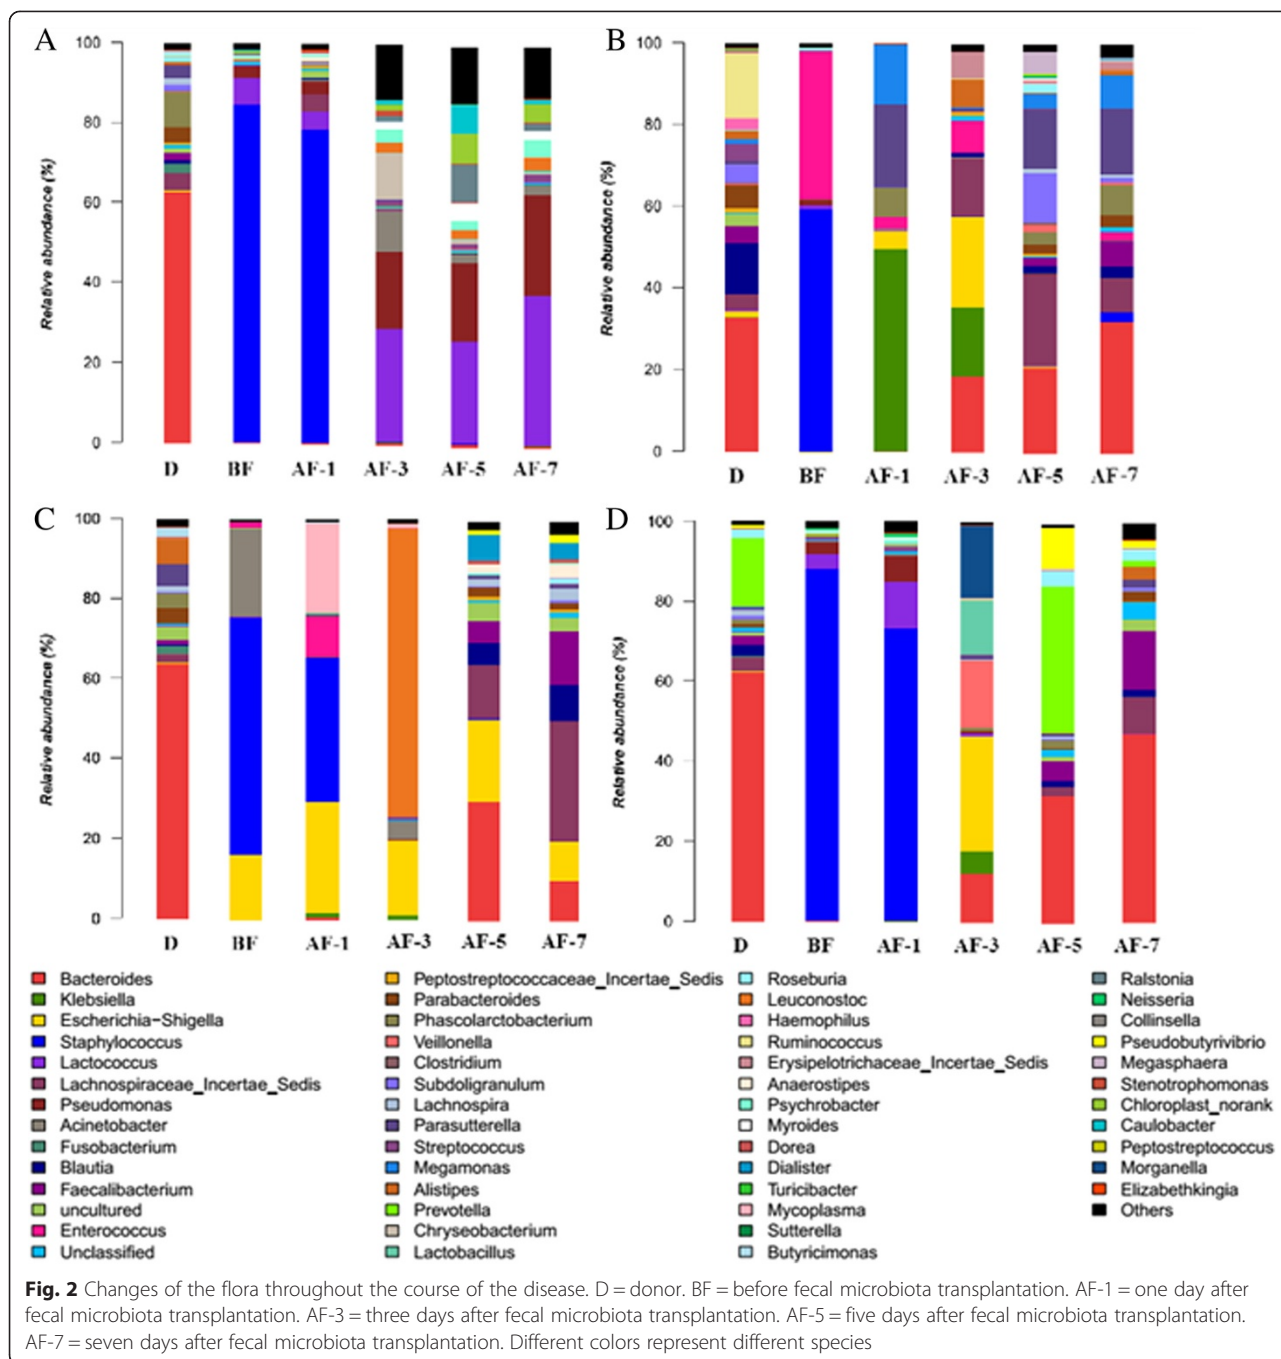 A
B
100
80
60
40
20
0
Relative abundance (%)
D BF AF-1 AF-3 AF-5 AF-7
100
80
60
40
20
0
Relative abundance (%)
D BF AF-1 AF-3 AF-5 AF-7
C
D
100
80
60
40
20
0
Relative abundance (%)
D BF AF-1 AF-3 AF-5 AF-7
100
80
60
40
20
0
Relative abundance (%)
D BF AF-1 AF-3 AF-5 AF-7
Bacteroides
Klebsiella
Escherichia−Shigella
Staphylococcus
Lactococcus
Lachnospiraceae_Incertae_Sedis
Pseudomonas
Acinetobacter
Fusobacterium
Blautia
Faecalibacterium
uncultured
Enterococcus
Unclassified
Peptostreptococcaceae_Incertae_Sedis
Parabacteroides
Phascolarctobacterium
Veillonella
Clostridium
Subdoligranulum
Lachnospira
Parasutterella
Streptococcus
Megamonas
Alistipes
Prevotella
Chryseobacterium
Lactobacillus
Roseburia
Leuconostoc
Haemophilus
Ruminococcus
Erysipelotrichaceae_Incertae_Sedis
Anaerostipes
Psychrobacter
Myroides
Dorea
Dialister
Turicibacter
Mycoplasma
Sutterella
Butyricimonas
Ralstonia
Neisseria
Collinsella
Pseudobutyrivibrio
Megasphaera
Stenotrophomonas
Chloroplast_norank
Caulobacter
Peptostreptococcus
Morganella
Elizabethkingia
Others
Fig. 2 Changes of the flora throughout the course of the disease. D = donor. BF = before fecal microbiota transplantation. AF-1 = one day after
fecal microbiota transplantation. AF-3 = three days after fecal microbiota transplantation. AF-5 = five days after fecal microbiota transplantation.
AF-7 = seven days after fecal microbiota transplantation. Different colors represent different species